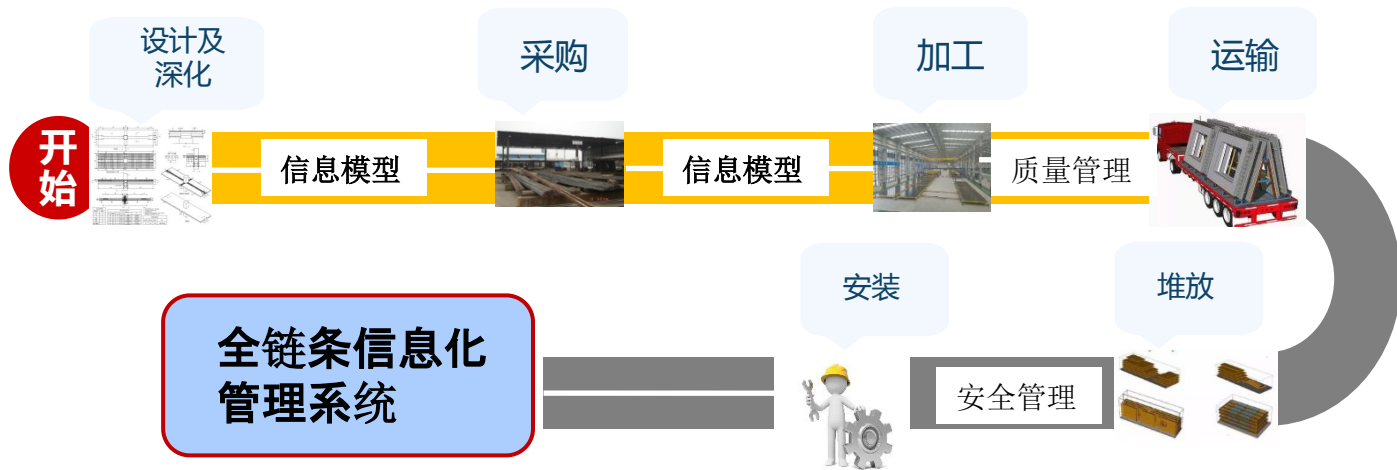 设计及
深化
采购
加工
运输
开
始
信息模型
信息模型
质量管理
安装
堆放
全链条信息化
管理系统
安全管理